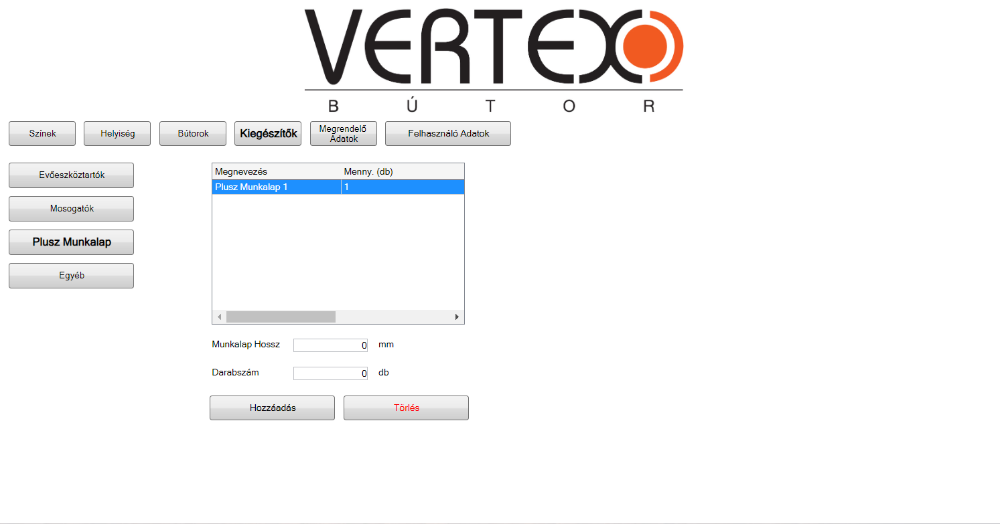 VERTEX
BÚTOR
Színek Helyiség Bútorok Kiegészítők Megrendelő Adatok Felhasználó Adatok
Evőeszköztartók
Mosogatók
Plusz Munkalap
Egyéb
Megnevezés Menny. (db)
Plusz Munkalap 1 1
Munkalap Hossz 0 mm
Darabszám 0 db
Hozzáadás Törlés